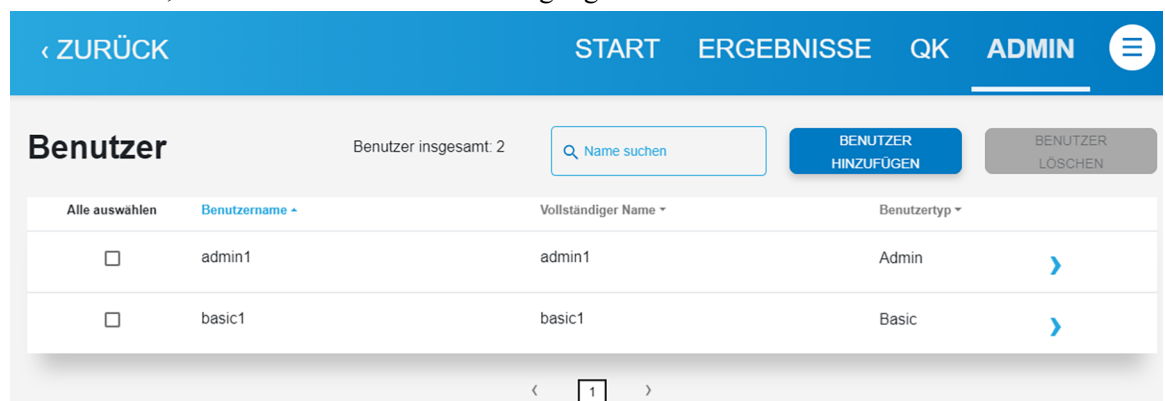 ‹ ZURÜCK START ERGEBNISSE QK ADMIN
Benutzer Benutzer insgesamt: 2 Name suchen BENUTZER HINZUFÜGEN BENUTZER LÖSCHEN
Alle auswählen Benutzername Vollständiger Name Benutzertyp
admin1 admin1 Admin
basic1 basic1 Basic
‹ 1 ›